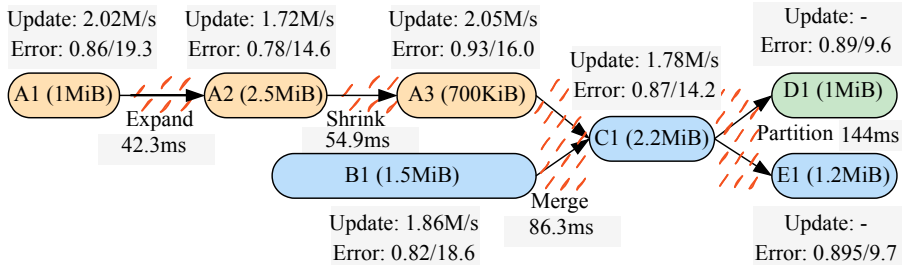 Update: 2.02M/s
Error: 0.86/19.3
Update: 1.72M/s
Error: 0.78/14.6
Update: 2.05M/s
Error: 0.93/16.0
Update: -
Error: 0.89/9.6
Update: 1.78M/s
Error: 0.87/14.2
A1 (1MiB)
A2 (2.5MiB)
A3 (700KiB)
D1 (1MiB)
Expand
42.3ms
Shrink
54.9ms
C1 (2.2MiB)
Partition 144ms
B1 (1.5MiB)
E1 (1.2MiB)
Merge
86.3ms
Update: 1.86M/s
Error: 0.82/18.6
Update: -
Error: 0.895/9.7